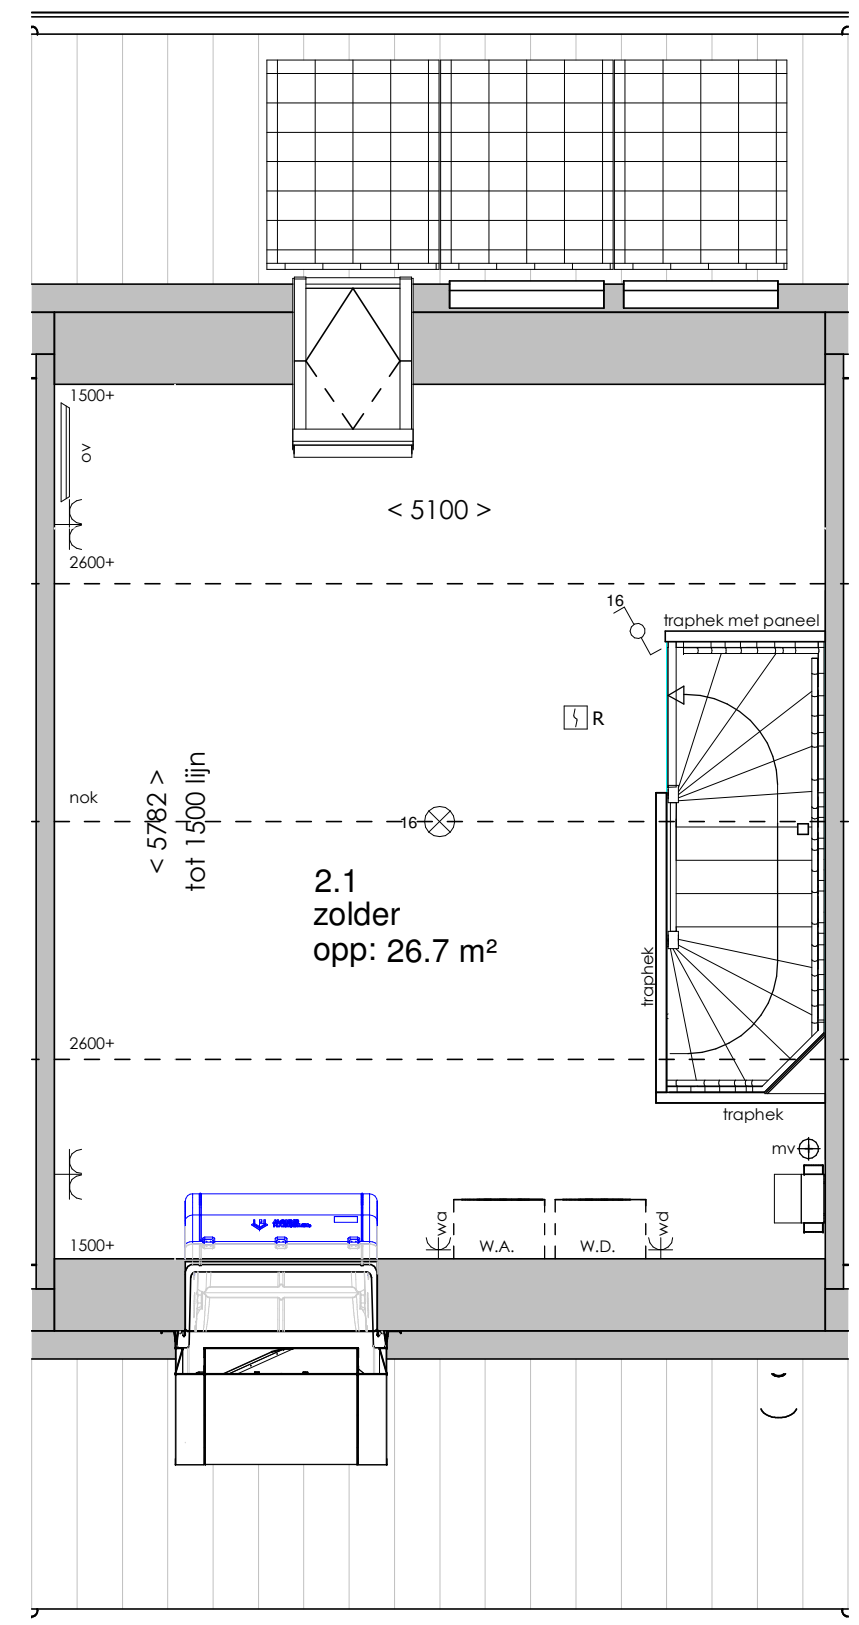 1500+
ov
< 5100 >
2600+
16
traphek met paneel
R
nok
< 5782 >
tot 1500 lijn
16
2.1
zolder
opp: 26.7 m²
traphek
2600+
traphek
mv
wa
wd
W.A.
W.D.
1500+